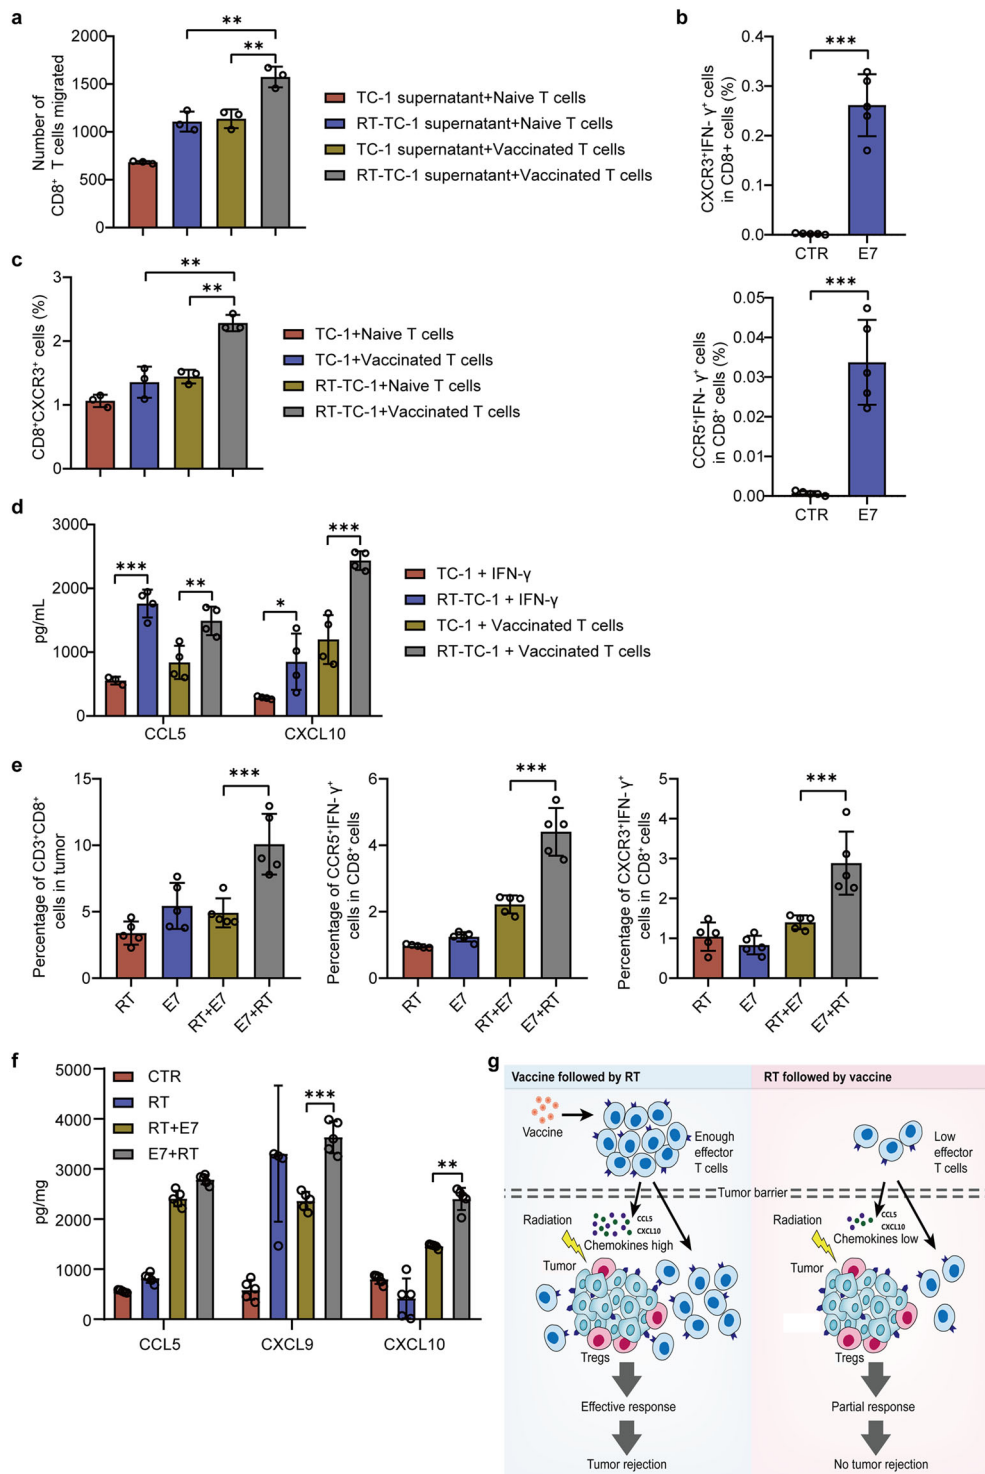 a
2000
1500
1000
500
0
Number of
CD8⁺ T cells migrated
**
**
TC-1 supernatant+Naive T cells
RT-TC-1 supernatant+Naive T cells
TC-1 supernatant+Vaccinated T cells
RT-TC-1 supernatant+Vaccinated T cells
b
0.4
0.3
0.2
0.1
0.0
CXCR3⁺IFN- γ⁺ cells
in CD8+ cells (%)
***
CTR
E7
0.05
0.04
0.03
0.02
0.01
0.00
CCR5⁺IFN- γ⁺ cells
in CD8⁺ cells (%)
***
CTR
E7
c
3
2
1
0
CD8⁺CXCR3⁺ cells (%)
**
**
TC-1+Naive T cells
TC-1+Vaccinated T cells
RT-TC-1+Naive T cells
RT-TC-1+Vaccinated T cells
d
3000
2000
1000
0
pg/mL
***
**
*
***
CCL5
CXCL10
TC-1 + IFN-γ
RT-TC-1 + IFN-γ
TC-1 + Vaccinated T cells
RT-TC-1 + Vaccinated T cells
e
15
10
5
0
Percentage of CD3⁺CD8⁺
cells in tumor
***
RT
E7
RT+E7
E7+RT
6
4
2
0
Percentage of CCR5⁺IFN- γ⁺
cells in CD8⁺ cells
***
RT
E7
RT+E7
E7+RT
5
4
3
2
1
0
Percentage of CXCR3⁺IFN- γ⁺
cells in CD8⁺ cells
***
RT
E7
RT+E7
E7+RT
f
5000
4000
3000
2000
1000
0
pg/mg
CTR
RT
RT+E7
E7+RT
***
**
CCL5
CXCL9
CXCL10
g
Vaccine followed by RT
Vaccine
Enough
effector
T cells
Tumor barrier
Radiation
CCL5
CXCL10
Chemokines high
Tumor
Tregs
Effective response
Tumor rejection
RT followed by vaccine
Low
effector
T cells
Radiation
CCL5
CXCL10
Chemokines low
Tumor
Tregs
Partial response
No tumor rejection